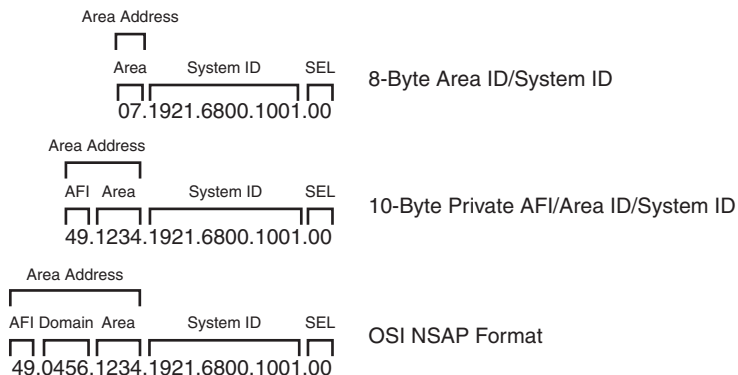 Area Address
Area System ID SEL
07.1921.6800.1001.00
8-Byte Area ID/System ID
Area Address
AFI Area System ID SEL
49.1234.1921.6800.1001.00
10-Byte Private AFI/Area ID/System ID
Area Address
AFI Domain Area System ID SEL
49.0456.1234.1921.6800.1001.00
OSI NSAP Format